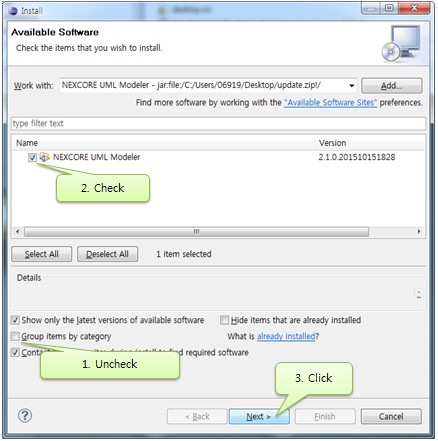 Install
Available Software
Check the items that you wish to install.
Work with: NEXCORE UML Modeler - jar:file:/C:/Users/06919/Desktop/update.zip!/ Add...
Find more software by working with the "Available Software Sites" preferences.
type filter text
Name Version
NEXCORE UML Modeler 2.1.0.201510151828
2. Check
Select All Deselect All 1 item selected
Details
Show only the latest versions of available software Hide items that are already installed
Group items by category What is already installed?
Contact during install to find required software
1. Uncheck
3. Click
< Back Next > Finish Cancel